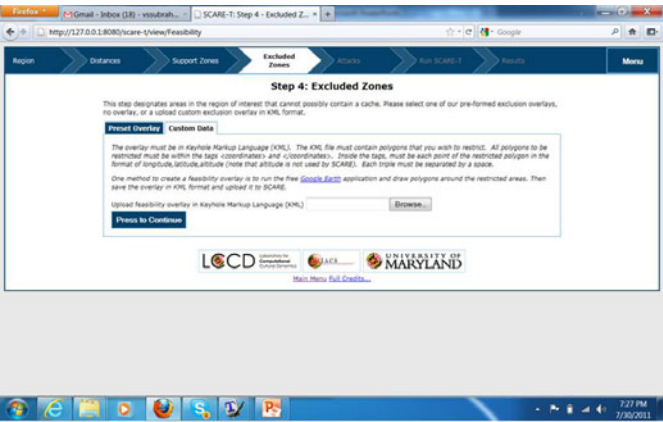 Firefox
Gmail - Inbox (18) - vssubrah...
SCARE-T: Step 4 - Excluded Z...
http://127.0.0.1:8080/scare-t/view/Feasibility
Google
Region
Distances
Support Zones
Excluded Zones
Attacks
Run SCARE-T
Results
Menu
Step 4: Excluded Zones
This step designates areas in the region of interest that cannot possibly contain a cache. Please select one of our pre-formed exclusion overlays,
no overlay, or a upload custom exclusion overlay in KML format.
Preset Overlay Custom Data
The overlay must be in Keyhole Markup Language (KML). The KML file must contain polygons that you wish to restrict. All polygons to be
restricted must be within the tags <coordinates> and </coordinates>. Inside the tags, must be each point of the restricted polygon in the
format of longitude,latitude,altitude (note that altitude is not used by SCARE). Each triple must be separated by a space.
One method to create a feasibility overlay is to run the free Google Earth application and draw polygons around the restricted areas. Then
save the overlay in KML format and upload it to SCARE.
Upload feasibility overlay in Keyhole Markup Language (KML)
Browse..
Press to Continue
LCCD
Laboratory for
Computational
Cultural Dynamics
UNIVERSITY OF
MARYLAND
Main Menu Full Credits...
7:27 PM
7/30/2011